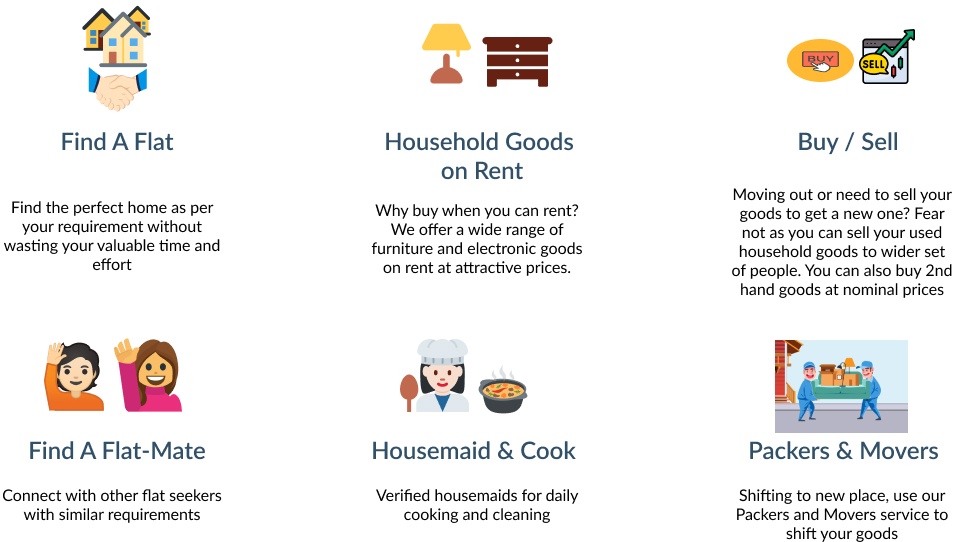 BUY
SELL
Find A Flat
Household Goods
on Rent
Buy / Sell
Find the perfect home as per
your requirement without
wasting your valuable time and
effort
Why buy when you can rent?
We offer a wide range of
furniture and electronic goods
on rent at attractive prices.
Moving out or need to sell your
goods to get a new one? Fear
not as you can sell your used
household goods to wider set
of people. You can also buy 2nd
hand goods at nominal prices
Find A Flat-Mate
Housemaid & Cook
Packers & Movers
Connect with other flat seekers
with similar requirements
Verified housemaids for daily
cooking and cleaning
Shifting to new place, use our
Packers and Movers service to
shift your goods